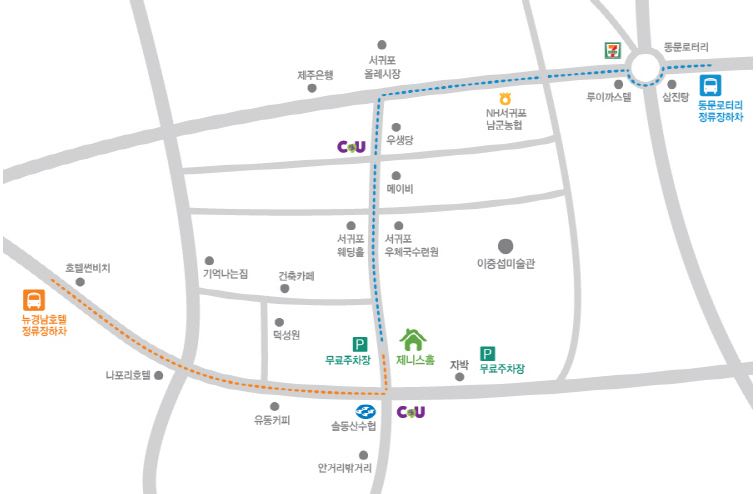 동문로터리
7
서귀포
올레시장
제주은행
루이까스텔
삼진탕
동문로터리
정류장하차
NH서귀포
남군농협
우생당
CU
메이비
서귀포
웨딩홀
서귀포
우체국수련원
이중섭미술관
호텔썬비치
기억나는집
건축카페
뉴경남호텔
정류장하차
덕성원
P
무료주차장
제니스홈
P
무료주차장
자박
나포리호텔
유동커피
솔동산수협
CU
안거리밖거리